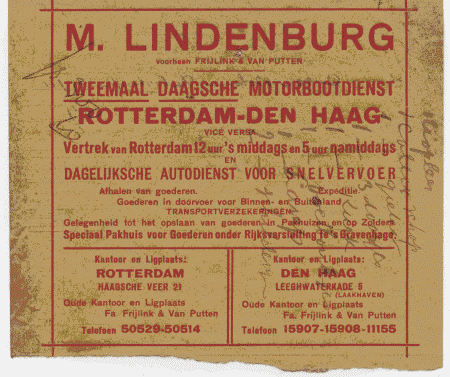 M. LINDENBURG
voorheen FRIJLINK & VAN PUTTEN
TWEEMAAL DAAGSCHE MOTORBOOTDIENST
ROTTERDAM-DEN HAAG
VICE VERSA
Vertrek van Rotterdam 12 uur 's middags en 5 uur namiddags
EN
DAGELIJKSCHE AUTODIENST VOOR SNELVERVOER
Afhalen van goederen. Expeditie.
Goederen in doorvoer voor Binnen- en Buitenland
TRANSPORTVERZEKERINGEN.
Gelegenheid tot het opslaan van goederen in Pakhuizen en op Zolders
Speciaal Pakhuis voor Goederen onder Rijksversluiting te 's Gravenhage.
Kantoor en Ligplaats:
ROTTERDAM
HAAGSCHE VEER 21
Oude Kantoor en Ligplaats
Fa. Frijlink & Van Putten
Telefoon 50529-50514
Kantoor en Ligplaats:
DEN HAAG
LEEGHWATERKADE 5
(LAAKHAVEN)
Oude Kantoor en Ligplaats
Fa. Frijlink & Van Putten
Telefoon 15907-15908-11155